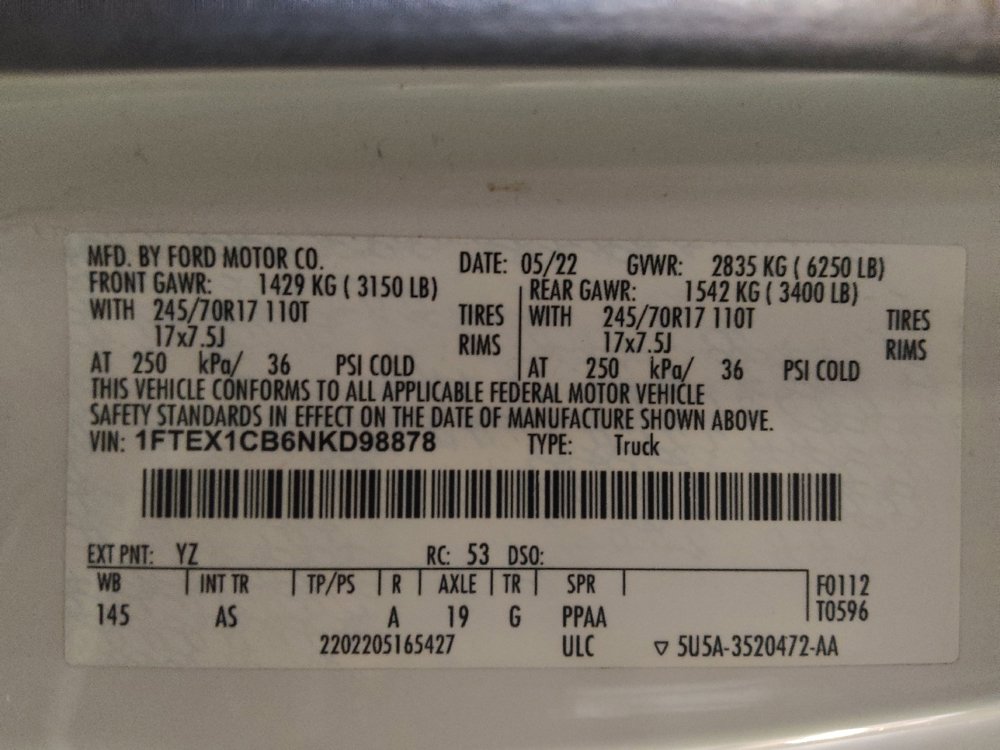 MFD. BY FORD MOTOR CO. DATE: 05/22 GVWR: 2835 KG ( 6250 LB)
FRONT GAWR: 1429 KG ( 3150 LB) REAR GAWR: 1542 KG ( 3400 LB)
WITH 245/70R17 110T TIRES WITH 245/70R17 110T TIRES
17x7.5J RIMS 17x7.5J RIMS
AT 250 kPa/ 36 PSI COLD AT 250 kPa/ 36 PSI COLD
THIS VEHICLE CONFORMS TO ALL APPLICABLE FEDERAL MOTOR VEHICLE
SAFETY STANDARDS IN EFFECT ON THE DATE OF MANUFACTURE SHOWN ABOVE.
VIN: 1FTEX1CB6NKD98878 TYPE: Truck
EXT PNT: YZ RC: 53 DSO:
WB INT TR TP/PS R AXLE TR SPR F0112
145 AS A 19 G PPAA T0596
2202205165427 ULC ▽ 5U5A-3520472-AA